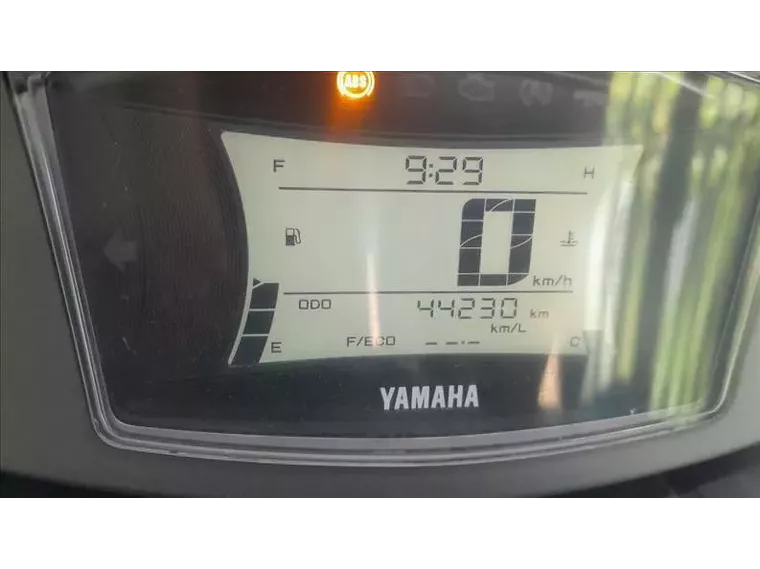 ABS
F 9:29 H
0 km/h
ODO 44230 km
km/L
E F/ECO --.- C
YAMAHA